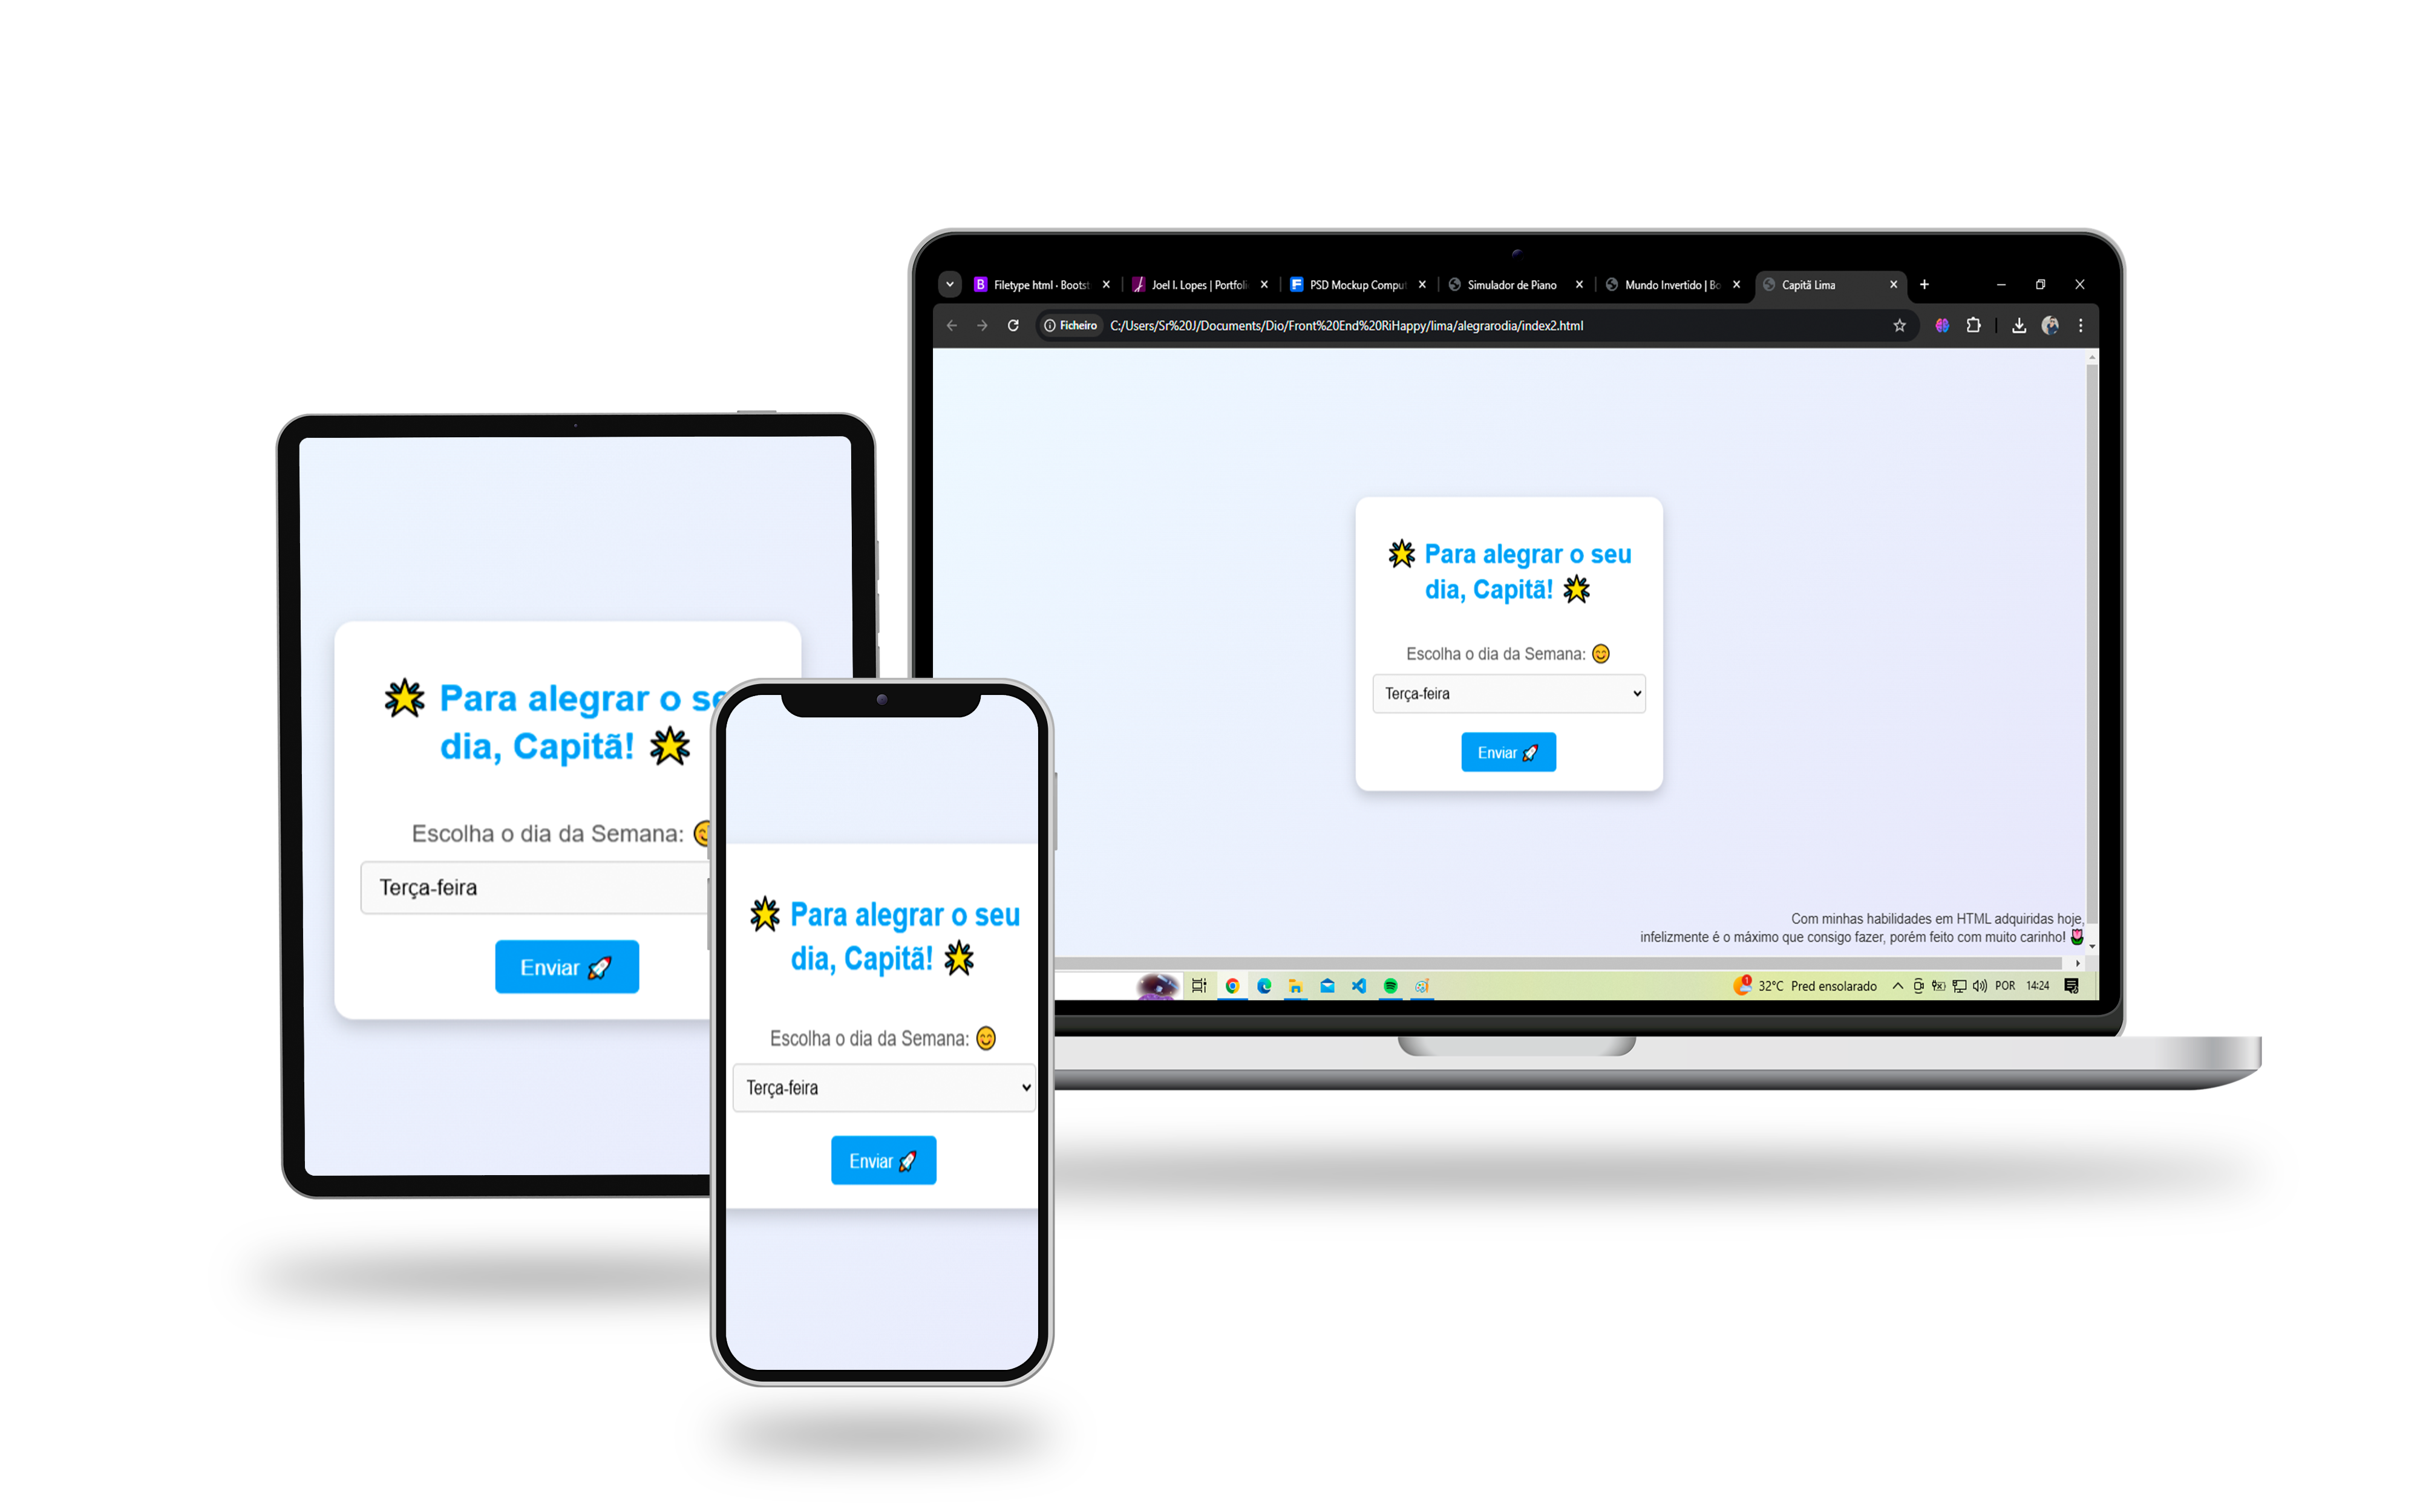 Filetype html · Bootst
Joel I. Lopes | Portfoli
PSD Mockup Comput
Simulador de Piano
Mundo Invertido | Bo
Capitã Lima
Ficheiro
C:/Users/Sr%20J/Documents/Dio/Front%20End%20RiHappy/lima/alegrarodia/index2.html
🌟 Para alegrar o seu
dia, Capitã! 🌟
Escolha o dia da Semana: 😊
Terça-feira
Enviar 🚀
Com minhas habilidades em HTML adquiridas hoje,
infelizmente é o máximo que consigo fazer, porém feito com muito carinho! 🌷
1
32°C Pred ensolarado
POR
14:24
🌟 Para alegrar o se
dia, Capitã! 🌟
Escolha o dia da Semana: 😊
Terça-feira
Enviar 🚀
🌟 Para alegrar o seu
dia, Capitã! 🌟
Escolha o dia da Semana: 😊
Terça-feira
Enviar 🚀